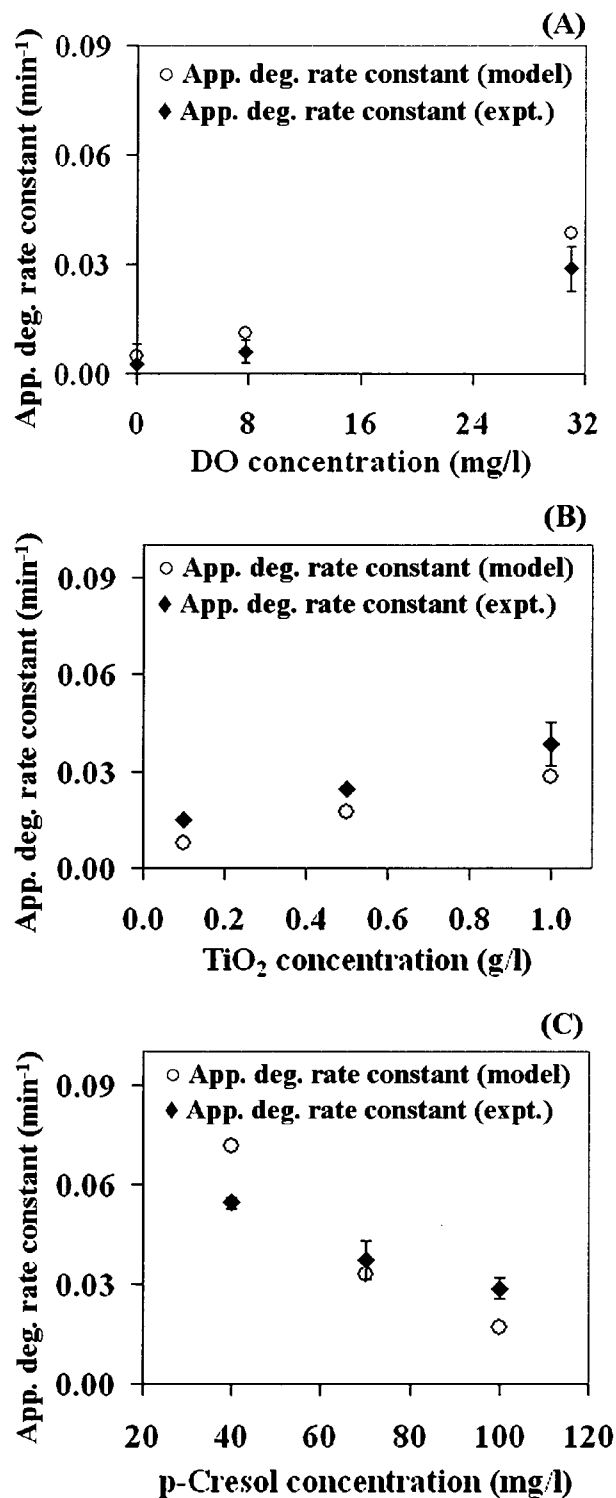 (A)
App. deg. rate constant (min⁻¹)
0.09
0.06
0.03
0.00
○ App. deg. rate constant (model)
◆ App. deg. rate constant (expt.)
0 8 16 24 32
DO concentration (mg/l)
(B)
App. deg. rate constant (min⁻¹)
0.09
0.06
0.03
0.00
○ App. deg. rate constant (model)
◆ App. deg. rate constant (expt.)
0.0 0.2 0.4 0.6 0.8 1.0
TiO₂ concentration (g/l)
(C)
App. deg. rate constant (min⁻¹)
0.09
0.06
0.03
0.00
○ App. deg. rate constant (model)
◆ App. deg. rate constant (expt.)
20 40 60 80 100 120
p-Cresol concentration (mg/l)